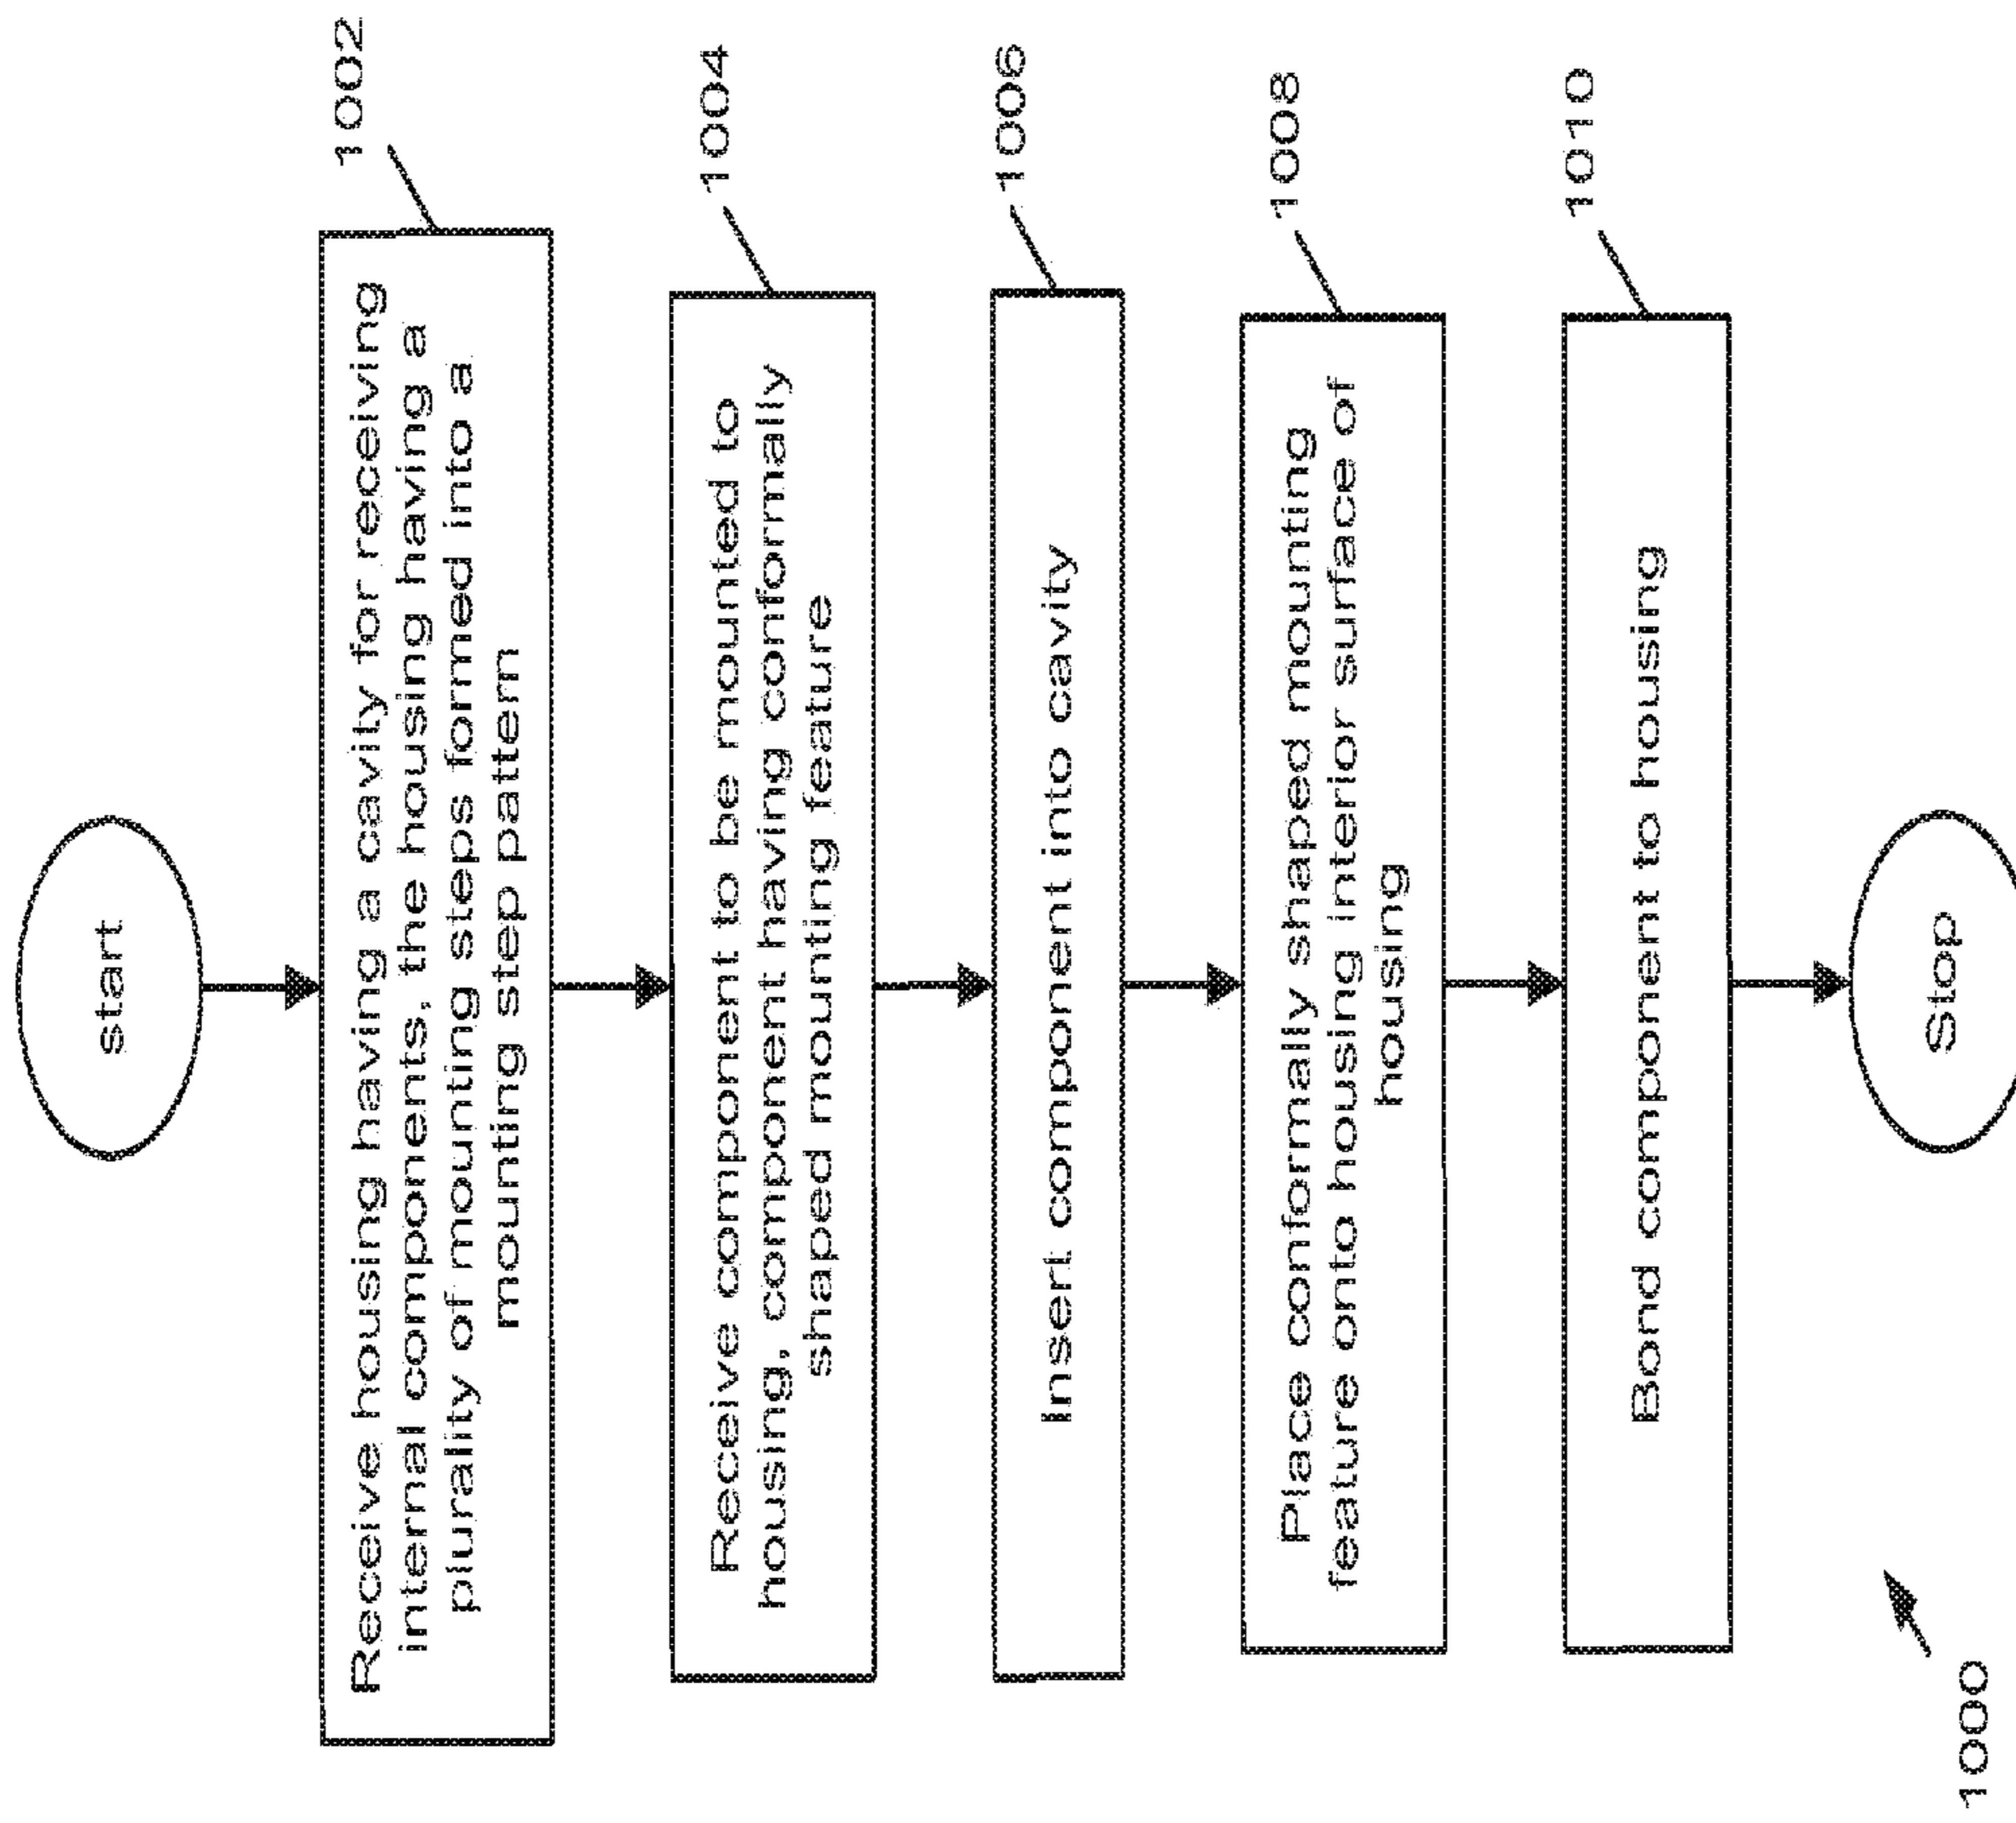 start
1002
Receive housing having a cavity for receiving
internal components, the housing having a
plurality of mounting steps formed into a
mounting step pattern
1004
Receive component to be mounted to
housing, component having conformally
shaped mounting feature
1006
Insert component into cavity
1008
Place conformally shaped mounting
feature onto housing interior surface of
housing
1010
Bond component to housing
Stop
1000